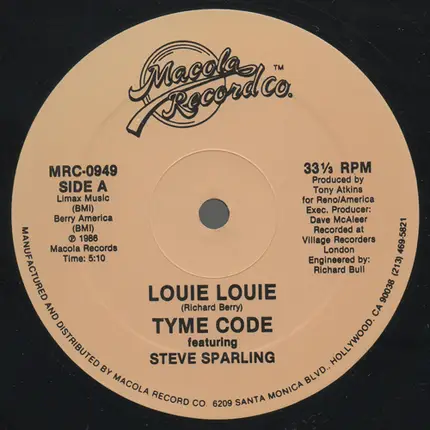 Macola
Record Co.
™
MRC-0949
SIDE A
Limax Music
(BMI)
Berry America
(BMI)
℗ 1986
Macola Records
Time: 5:10
33⅓ RPM
Produced by
Tony Atkins
for Reno/America
Exec. Producer:
Dave McAleer
Recorded at
Village Recorders
London
Engineered by:
Richard Bull
LOUIE LOUIE
(Richard Berry)
TYME CODE
featuring
STEVE SPARLING
MANUFACTURED AND DISTRIBUTED BY MACOLA RECORD CO. 6209 SANTA MONICA BLVD., HOLLYWOOD, CA 90038 (213) 469-5821